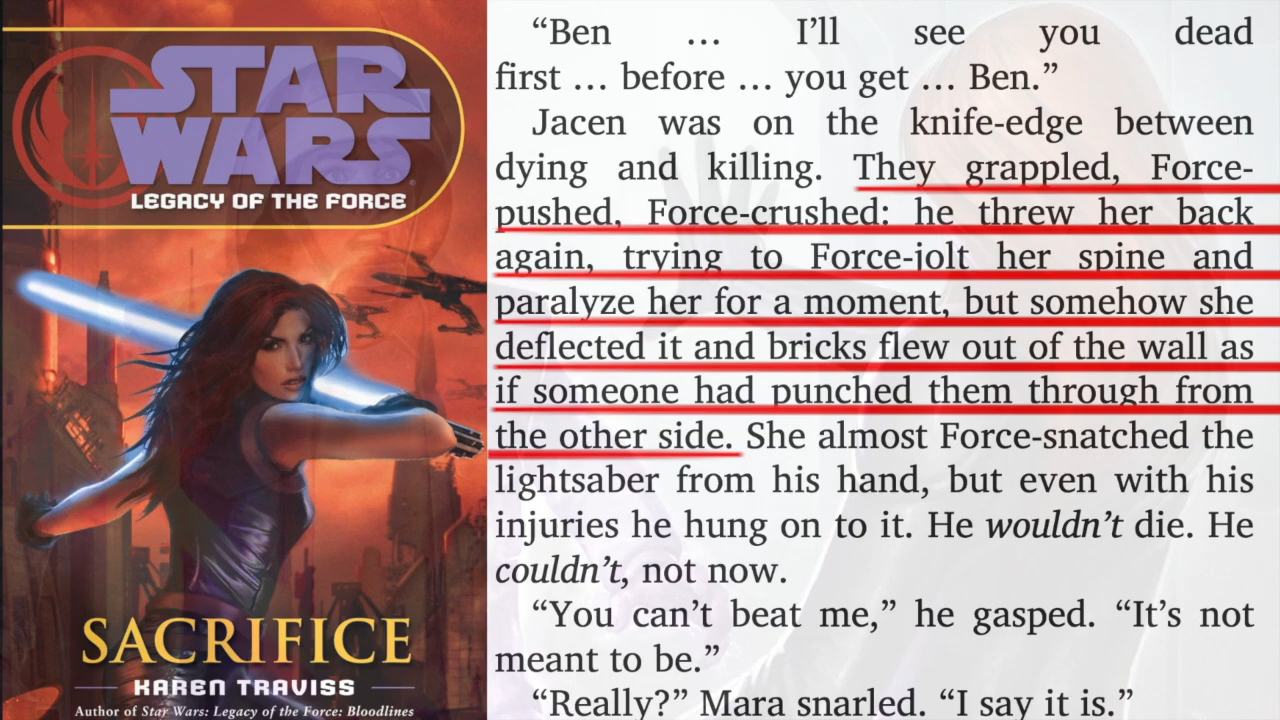 STAR
WARS
LEGACY OF THE FORCE
SACRIFICE
KAREN TRAVISS
Author of Star Wars: Legacy of the Force: Bloodlines
“Ben … I’ll see you dead
first … before … you get … Ben.”
Jacen was on the knife-edge between
dying and killing. They grappled, Force-
pushed, Force-crushed: he threw her back
again, trying to Force-jolt her spine and
paralyze her for a moment, but somehow she
deflected it and bricks flew out of the wall as
if someone had punched them through from
the other side. She almost Force-snatched the
lightsaber from his hand, but even with his
injuries he hung on to it. He wouldn’t die. He
couldn’t, not now.
“You can’t beat me,” he gasped. “It’s not
meant to be.”
“Really?” Mara snarled. “I say it is.”